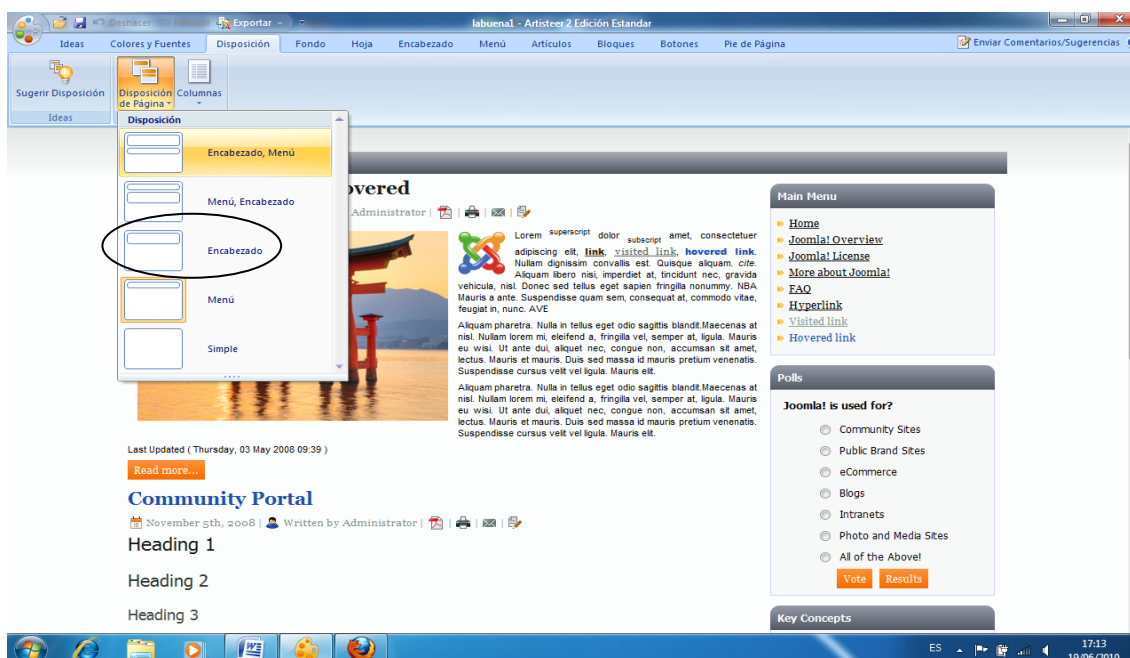 Deshacer
Exportar
labuena1 - Artisteer 2 Edición Estandar
Ideas Colores y Fuentes Disposición Fondo Hoja Encabezado Menú Artículos Bloques Botones Pie de Página
Enviar Comentarios/Sugerencias
Sugerir Disposición
Disposición de Página
Columnas
Ideas
Disposición
Encabezado, Menú
Menú, Encabezado
Encabezado
Menú
Simple
overed
Administrator |
Lorem superscript dolor subscript amet, consectetuer
adipiscing elit, link, visited link, hovered link.
Nullam dignissim convallis est. Quisque aliquam. cite.
Aliquam libero nisi, imperdiet at, tincidunt nec, gravida
vehicula, nisl. Donec sed tellus eget sapien fringilla nonummy. NBA
Mauris a ante. Suspendisse quam sem, consequat at, commodo vitae,
feugiat in, nunc. AVE
Aliquam pharetra. Nulla in tellus eget odio sagittis blandit.Maecenas at
nisl. Nullam lorem mi, eleifend a, fringilla vel, semper at, ligula. Mauris
eu wisi. Ut ante dui, aliquet nec, congue non, accumsan sit amet,
lectus. Mauris et mauris. Duis sed massa id mauris pretium venenatis.
Suspendisse cursus velit vel ligula. Mauris elit.
Aliquam pharetra. Nulla in tellus eget odio sagittis blandit.Maecenas at
nisl. Nullam lorem mi, eleifend a, fringilla vel, semper at, ligula. Mauris
eu wisi. Ut ante dui, aliquet nec, congue non, accumsan sit amet,
lectus. Mauris et mauris. Duis sed massa id mauris pretium venenatis.
Suspendisse cursus velit vel ligula. Mauris elit.
Last Updated ( Thursday, 03 May 2008 09:39 )
Read more...
Community Portal
November 5th, 2008 | Written by Administrator |
Heading 1
Heading 2
Heading 3
Main Menu
Home
Joomla! Overview
Joomla! License
More about Joomla!
FAQ
Hyperlink
Visited link
Hovered link
Polls
Joomla! is used for?
Community Sites
Public Brand Sites
eCommerce
Blogs
Intranets
Photo and Media Sites
All of the Above!
Vote Results
Key Concepts
ES
17:13
19/06/2010